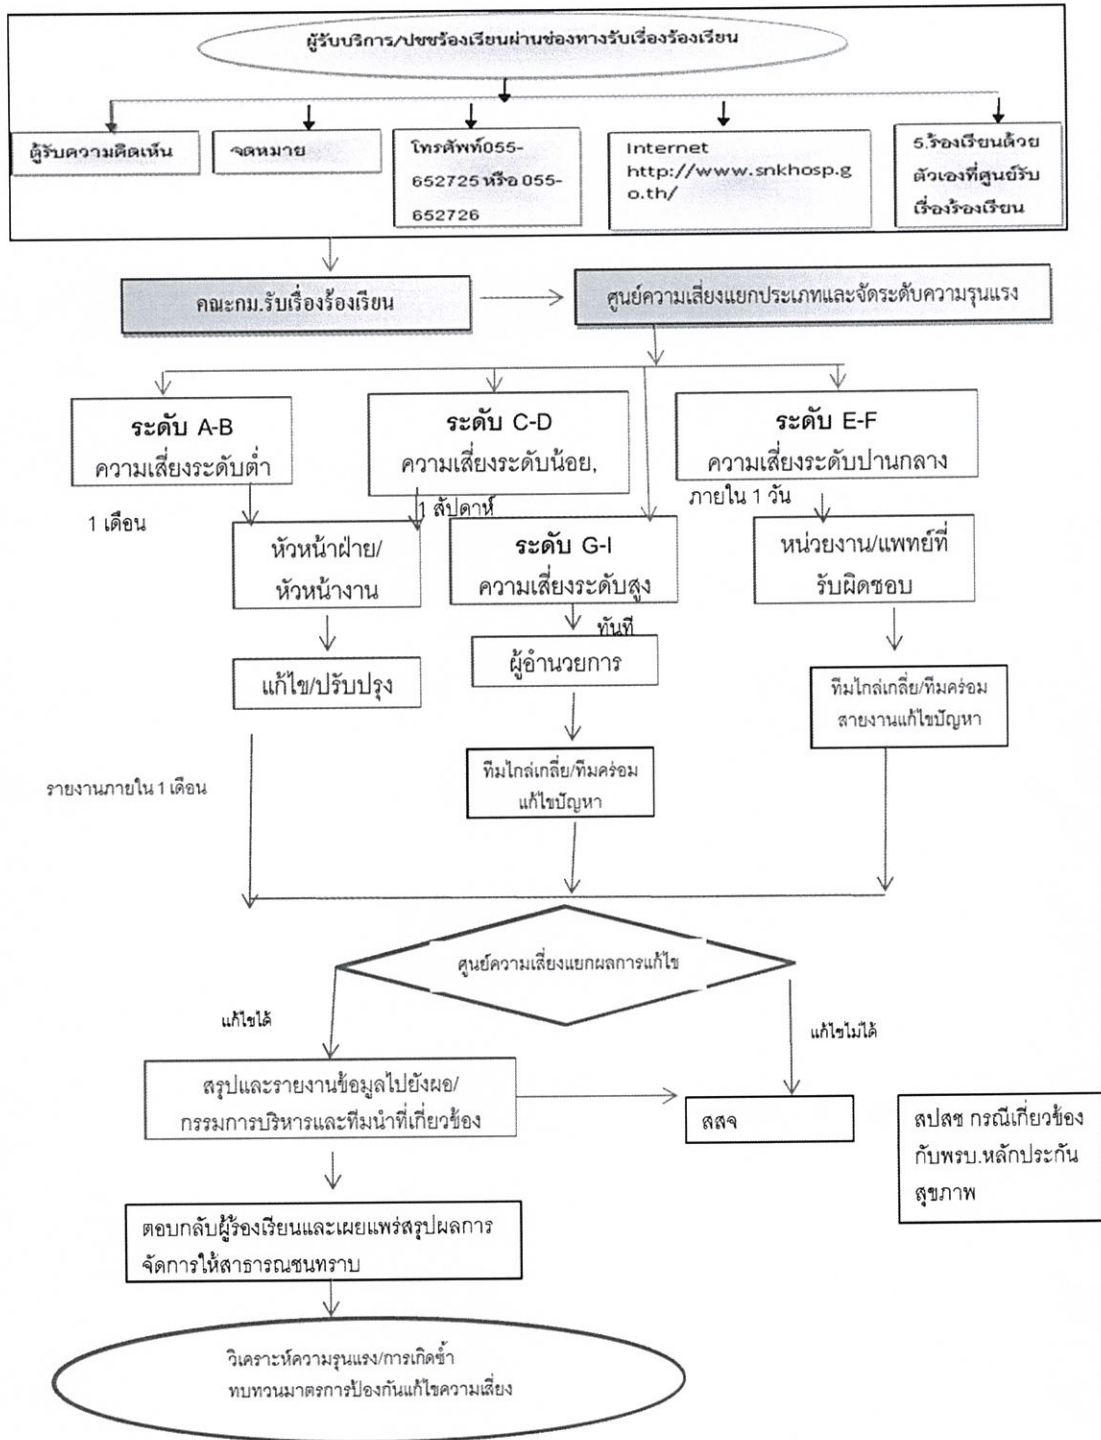 ผู้รับบริการ/ปชชร้องเรียนผ่านช่องทางรับเรื่องร้องเรียน
ตู้รับความคิดเห็น
จดหมาย
โทรศัพท์055-
652725 หรือ 055-
652726
Internet
http://www.snkhosp.g
o.th/
5.ร้องเรียนด้วย
ตัวเองที่ศูนย์รับ
เรื่องร้องเรียน
คณะกม.รับเรื่องร้องเรียน
ศูนย์ความเสี่ยงแยกประเภทและจัดระดับความรุนแรง
ระดับ A-B
ความเสี่ยงระดับต่ำ
ระดับ C-D
ความเสี่ยงระดับน้อย,
ระดับ E-F
ความเสี่ยงระดับปานกลาง
1 เดือน
1 สัปดาห์
ภายใน 1 วัน
หัวหน้าฝ่าย/
หัวหน้างาน
ระดับ G-I
ความเสี่ยงระดับสูง
หน่วยงาน/แพทย์ที่
รับผิดชอบ
ทันที
แก้ไข/ปรับปรุง
ผู้อำนวยการ
ทีมไกล่เกลี่ย/ทีมคร่อม
สายงานแก้ไขปัญหา
รายงานภายใน 1 เดือน
ทีมไกล่เกลี่ย/ทีมคร่อม
แก้ไขปัญหา
ศูนย์ความเสี่ยงแยกผลการแก้ไข
แก้ไขได้
แก้ไขไม่ได้
สรุปและรายงานข้อมูลไปยังผอ/
กรรมการบริหารและทีมนำที่เกี่ยวข้อง
สสจ
สปสช กรณีเกี่ยวข้อง
กับพรบ.หลักประกัน
สุขภาพ
ตอบกลับผู้ร้องเรียนและเผยแพร่สรุปผลการ
จัดการให้สาธารณชนทราบ
วิเคราะห์ความรุนแรง/การเกิดซ้ำ
ทบทวนมาตรการป้องกันแก้ไขความเสี่ยง